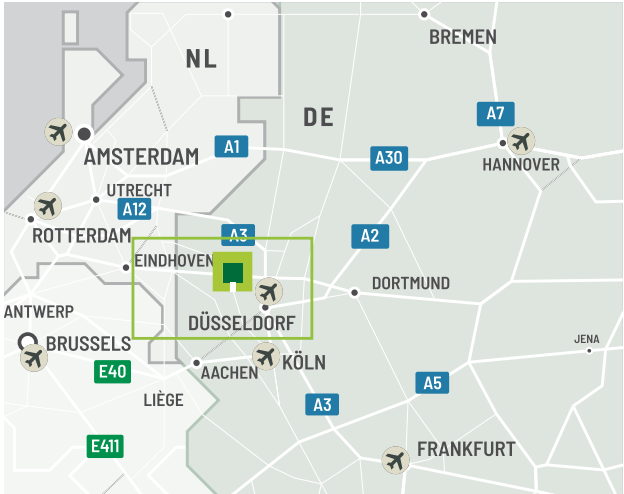 BREMEN
NL
DE
A7
AMSTERDAM
A1
A30
HANNOVER
UTRECHT
A12
ROTTERDAM
A3
A2
EINDHOVEN
DORTMUND
ANTWERP
DÜSSELDORF
BRUSSELS
JENA
KÖLN
E40
AACHEN
A5
LIÈGE
A3
E411
FRANKFURT